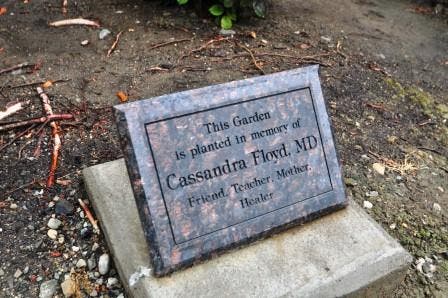 This Garden
is planted in memory of
Cassandra Floyd, MD
Friend, Teacher, Mother,
Healer